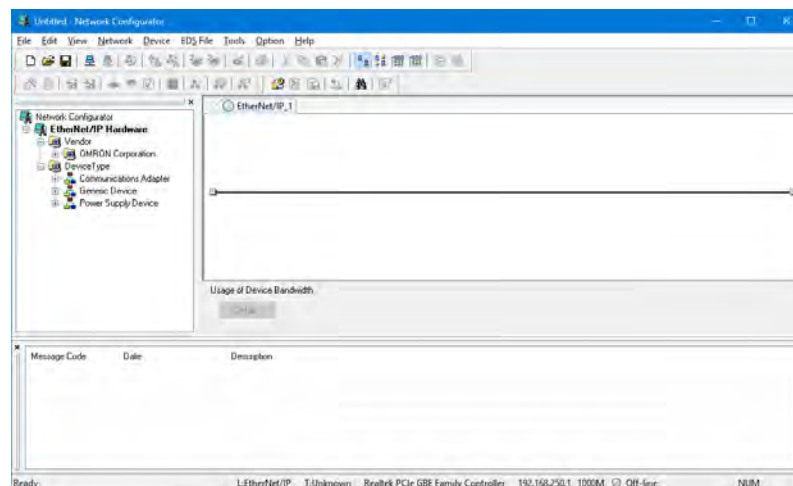 Untitled - Network Configurator
File Edit View Network Device EDS File Tools Option Help
EtherNet/IP_1
Network Configurator
EtherNet/IP Hardware
Vendor
OMRON Corporation
DeviceType
Communications Adapter
Generic Device
Power Supply Device
Usage of Device Bandwidth
Message Code Date Description
Ready L:EtherNet/IP T:Unknown Realtek PCIe GBE Family Controller 192.168.250.1 1000M Off-line NUM